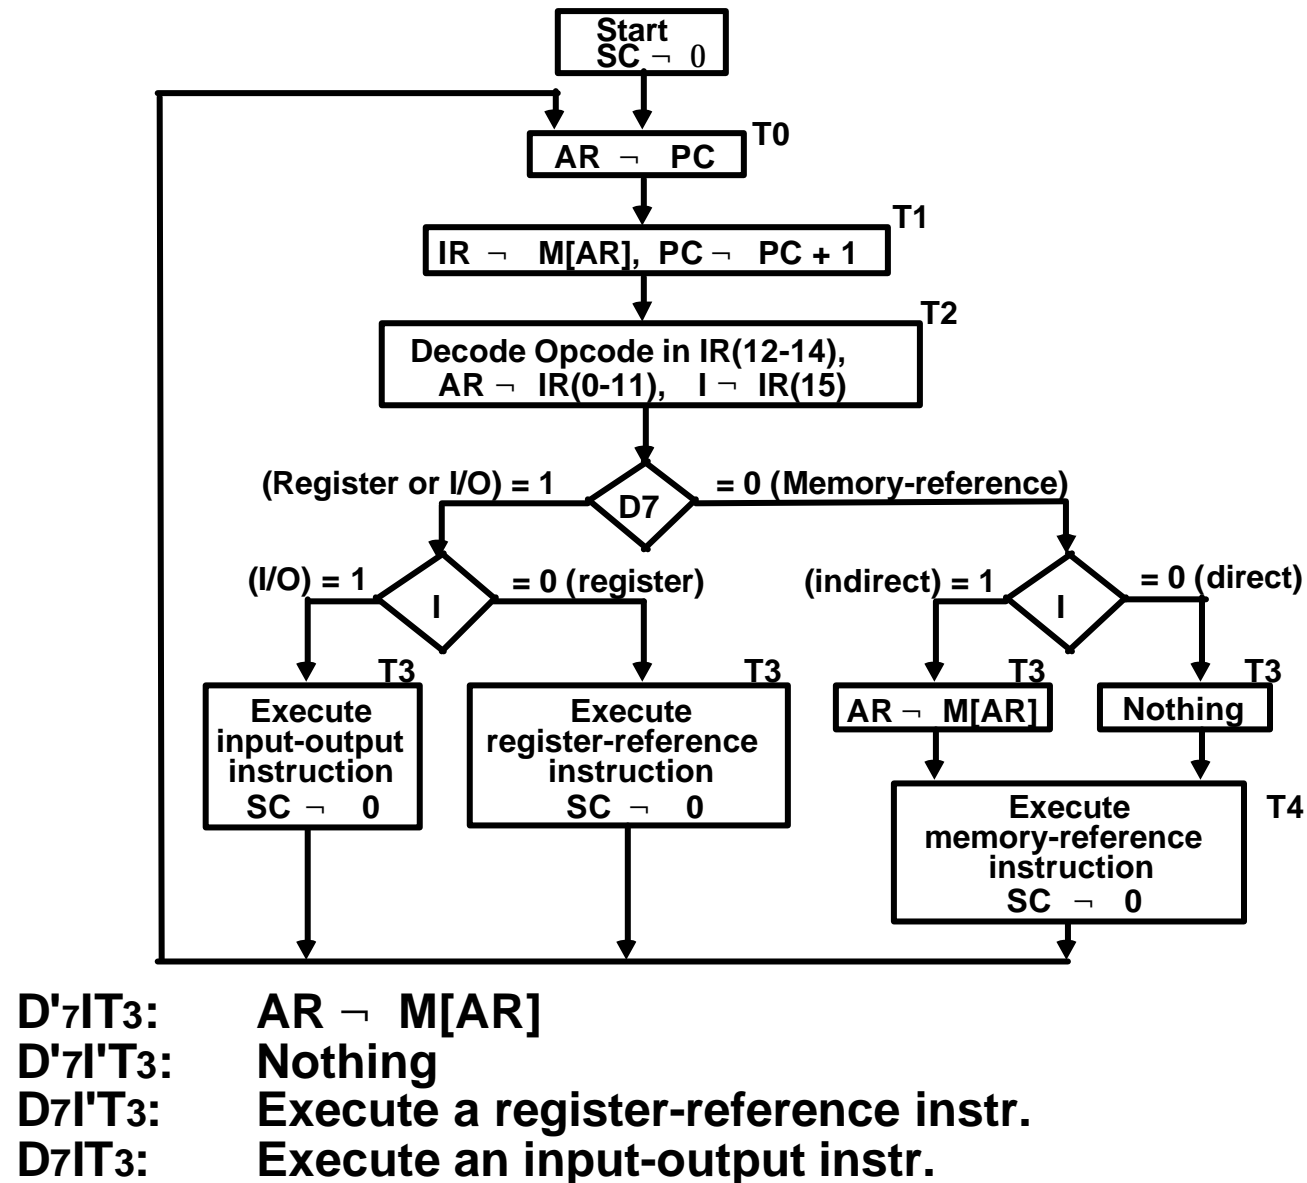 Start
SC ¬ 0
T0
AR ¬ PC
T1
IR ¬ M[AR], PC ¬ PC + 1
T2
Decode Opcode in IR(12-14),
AR ¬ IR(0-11), I ¬ IR(15)
(Register or I/O) = 1
D7
= 0 (Memory-reference)
(I/O) = 1
I
= 0 (register)
(indirect) = 1
I
= 0 (direct)
T3
Execute
input-output
instruction
SC ¬ 0
T3
Execute
register-reference
instruction
SC ¬ 0
T3
AR ¬ M[AR]
T3
Nothing
Execute
memory-reference
instruction
SC ¬ 0
T4
D'7IT3: AR ¬ M[AR]
D'7I'T3: Nothing
D7I'T3: Execute a register-reference instr.
D7IT3: Execute an input-output instr.